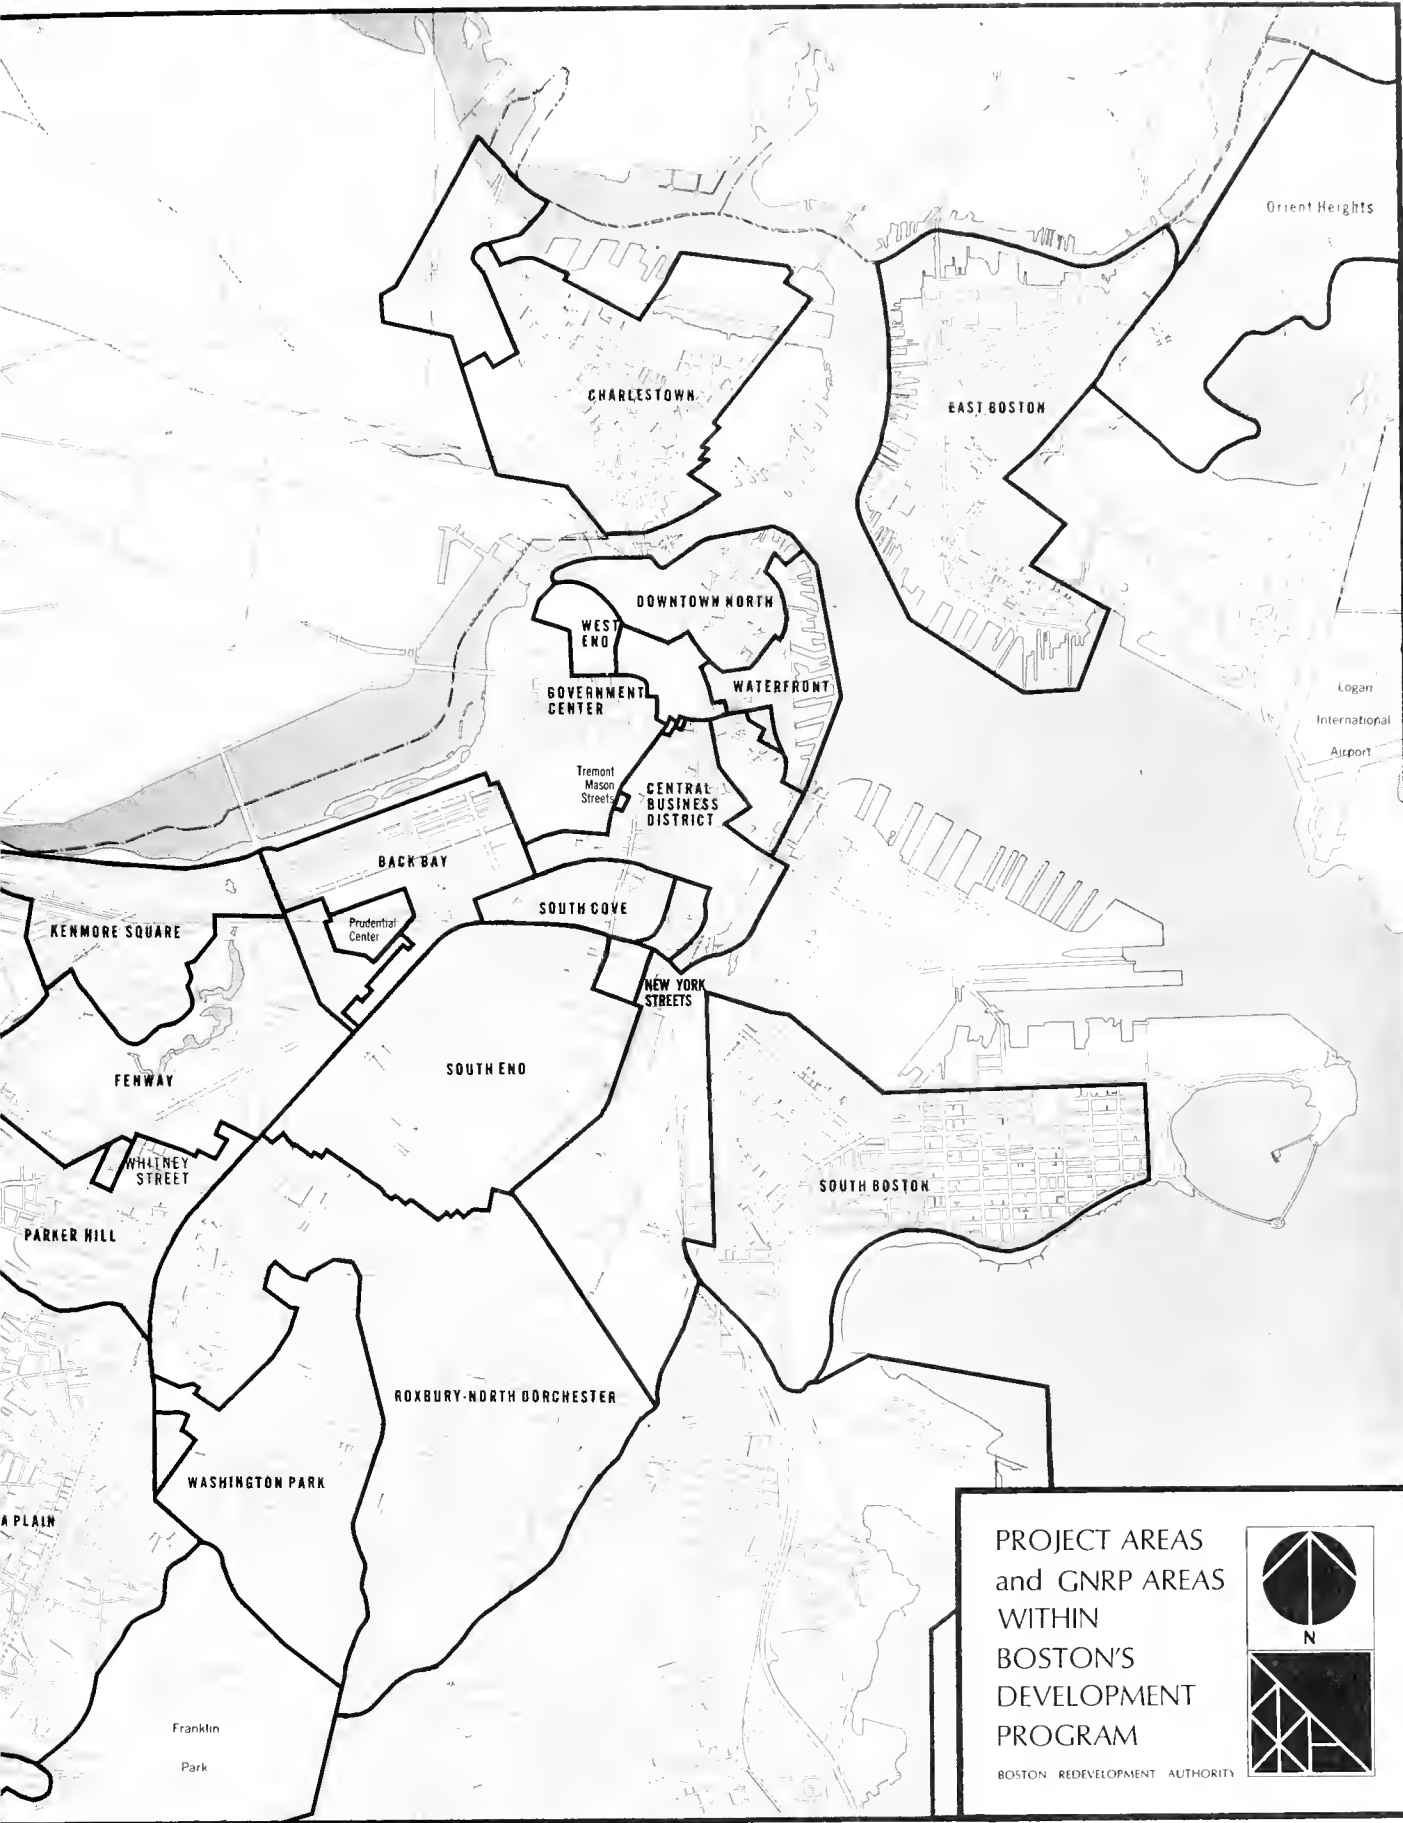 Orient Heights
CHARLESTOWN
EAST BOSTON
DOWNTOWN NORTH
WEST
END
WATERFRONT
GOVERNMENT
CENTER
Logan
International
Airport
Tremont
Mason
Streets
CENTRAL
BUSINESS
DISTRICT
BACK BAY
SOUTH COVE
Prudential
Center
KENMORE SQUARE
NEW YORK
STREETS
SOUTH END
FENWAY
WHITNEY
STREET
SOUTH BOSTON
PARKER HILL
ROXBURY-NORTH DORCHESTER
WASHINGTON PARK
A PLAIN
Franklin
Park
PROJECT AREAS
and GNRP AREAS
WITHIN
BOSTON'S
DEVELOPMENT
PROGRAM
BOSTON REDEVELOPMENT AUTHORITY
N